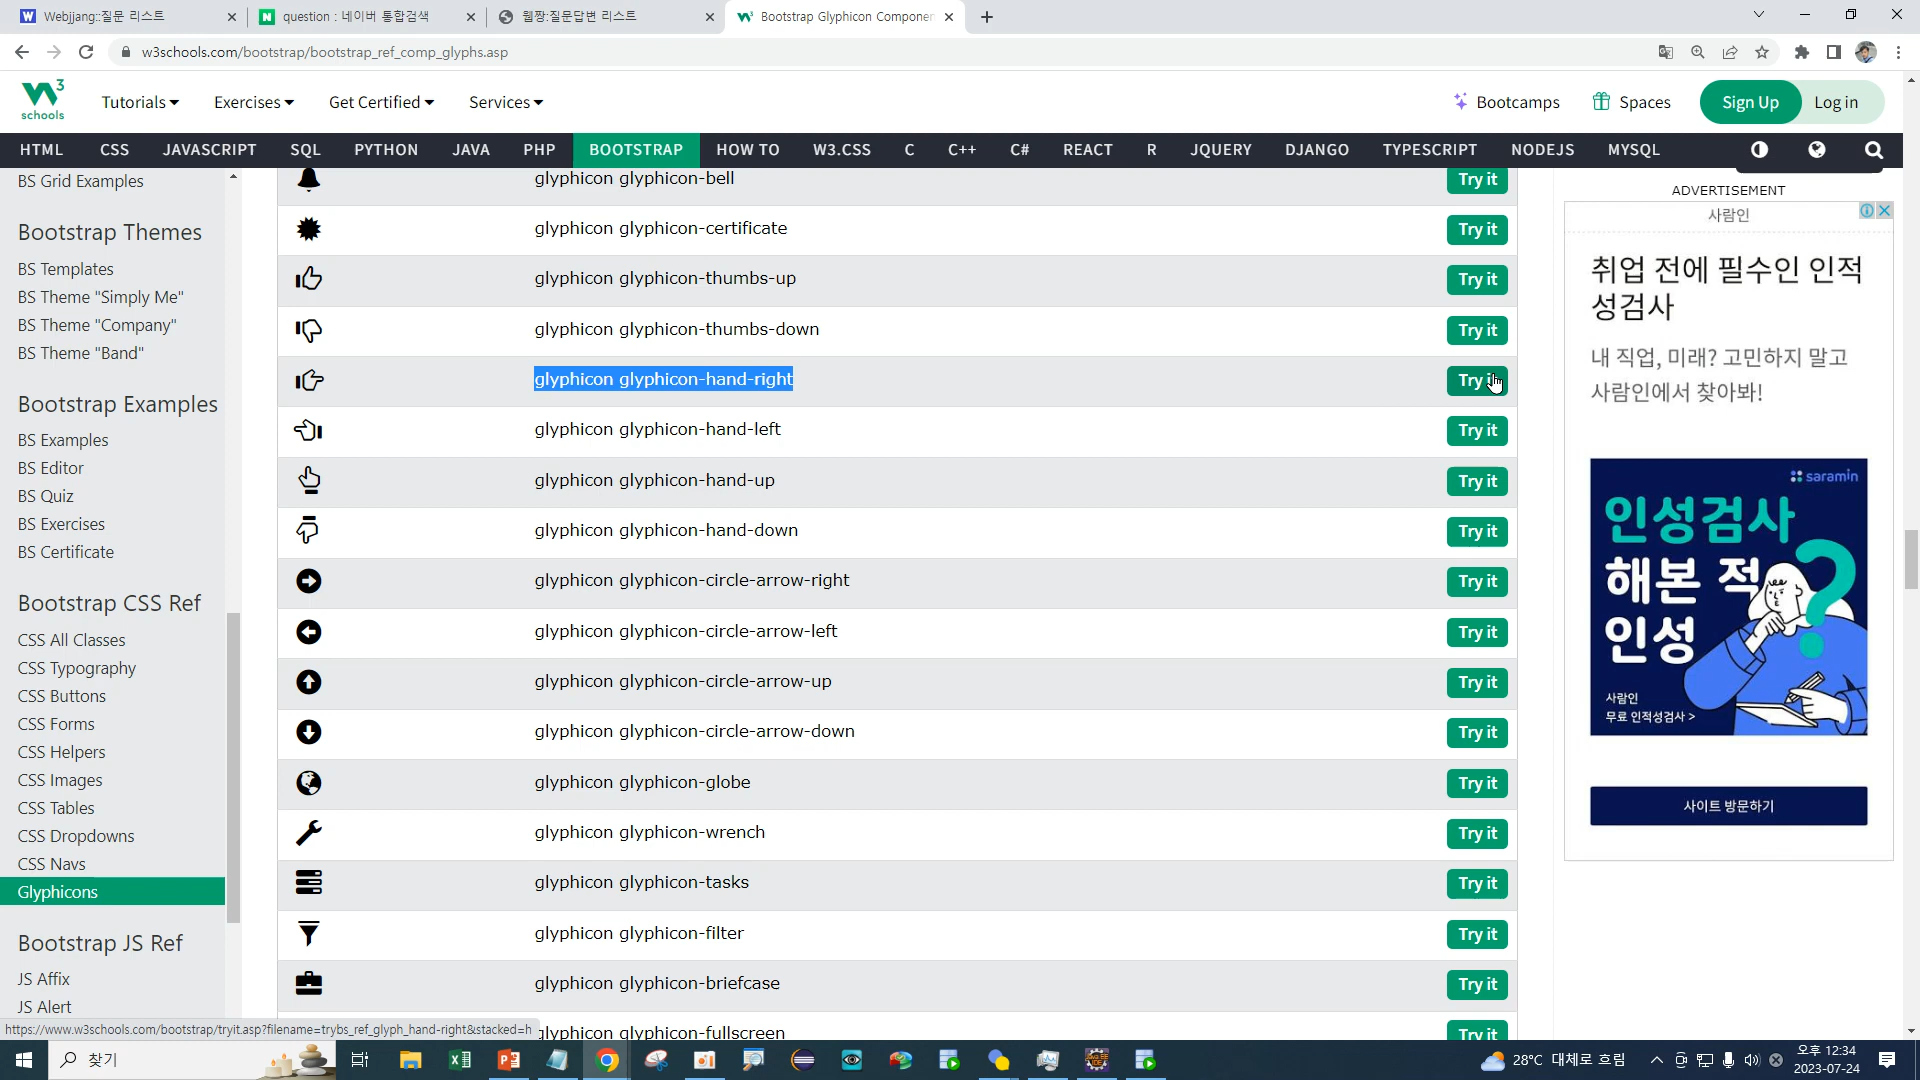 Webjjang::질문 리스트
question : 네이버 통합검색
웹짱:질문답변 리스트
Bootstrap Glyphicon Componen
w3schools.com/bootstrap/bootstrap_ref_comp_glyphs.asp
schools
Tutorials
Exercises
Get Certified
Services
Bootcamps
Spaces
Sign Up
Log in
HTML
CSS
JAVASCRIPT
SQL
PYTHON
JAVA
PHP
BOOTSTRAP
HOW TO
W3.CSS
C
C++
C#
REACT
R
JQUERY
DJANGO
TYPESCRIPT
NODEJS
MYSQL
BS Grid Examples
Bootstrap Themes
BS Templates
BS Theme "Simply Me"
BS Theme "Company"
BS Theme "Band"
Bootstrap Examples
BS Examples
BS Editor
BS Quiz
BS Exercises
BS Certificate
Bootstrap CSS Ref
CSS All Classes
CSS Typography
CSS Buttons
CSS Forms
CSS Helpers
CSS Images
CSS Tables
CSS Dropdowns
CSS Navs
Glyphicons
Bootstrap JS Ref
JS Affix
JS Alert
glyphicon glyphicon-bell Try it
glyphicon glyphicon-certificate Try it
glyphicon glyphicon-thumbs-up Try it
glyphicon glyphicon-thumbs-down Try it
glyphicon glyphicon-hand-right Try it
glyphicon glyphicon-hand-left Try it
glyphicon glyphicon-hand-up Try it
glyphicon glyphicon-hand-down Try it
glyphicon glyphicon-circle-arrow-right Try it
glyphicon glyphicon-circle-arrow-left Try it
glyphicon glyphicon-circle-arrow-up Try it
glyphicon glyphicon-circle-arrow-down Try it
glyphicon glyphicon-globe Try it
glyphicon glyphicon-wrench Try it
glyphicon glyphicon-tasks Try it
glyphicon glyphicon-filter Try it
glyphicon glyphicon-briefcase Try it
glyphicon glyphicon-fullscreen Try it
ADVERTISEMENT
사람인
취업 전에 필수인 인적
성검사
내 직업, 미래? 고민하지 말고
사람인에서 찾아봐!
saramin
인성검사
해본 적
인성
?
사람인
무료 인적성검사 >
사이트 방문하기
https://www.w3schools.com/bootstrap/tryit.asp?filename=trybs_ref_glyph_hand-right&stacked=h
찾기
28°C 대체로 흐림
오후 12:34
2023-07-24